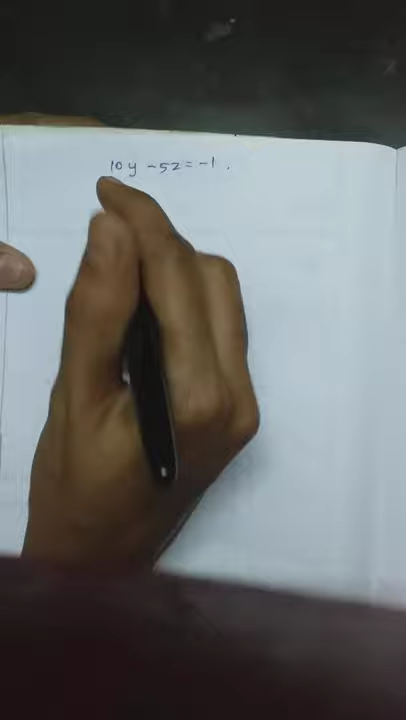 10y - 5z = -1 .